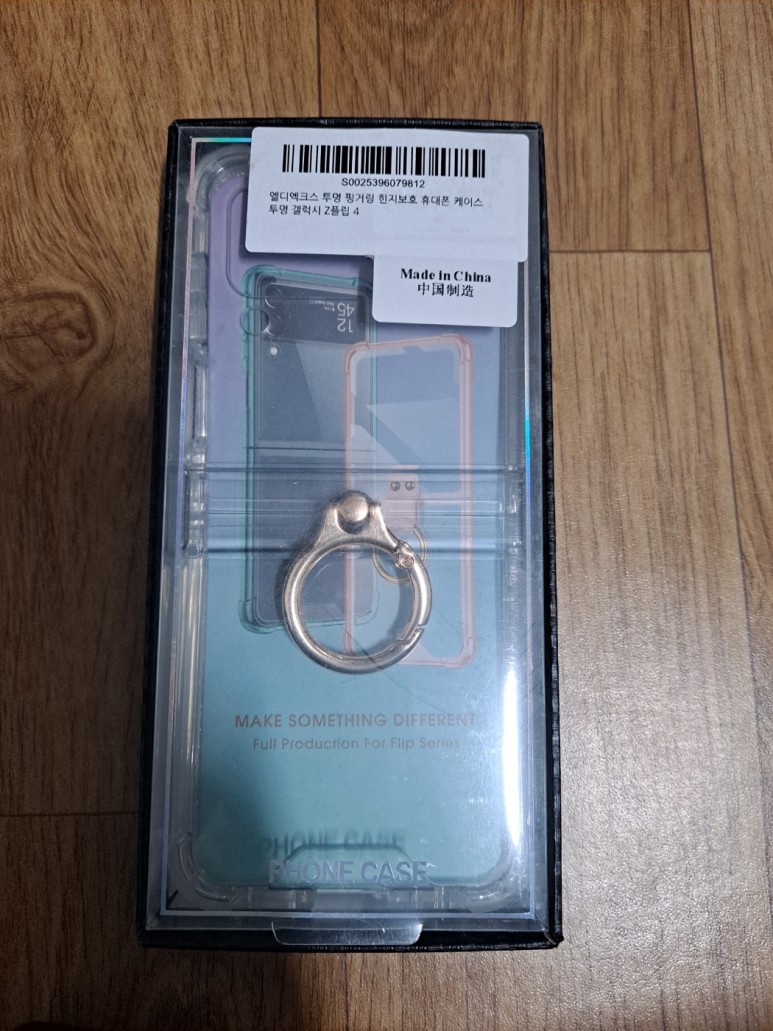 S0025396079812
엘디엑크스 투명 핑거링 힌지보호 휴대폰 케이스
투명 갤럭시 Z플립 4
Made in China
中国制造
12
45
MAKE SOMETHING DIFFERENT
Full Production For Flip Series
PHONE CASE
PHONE CASE